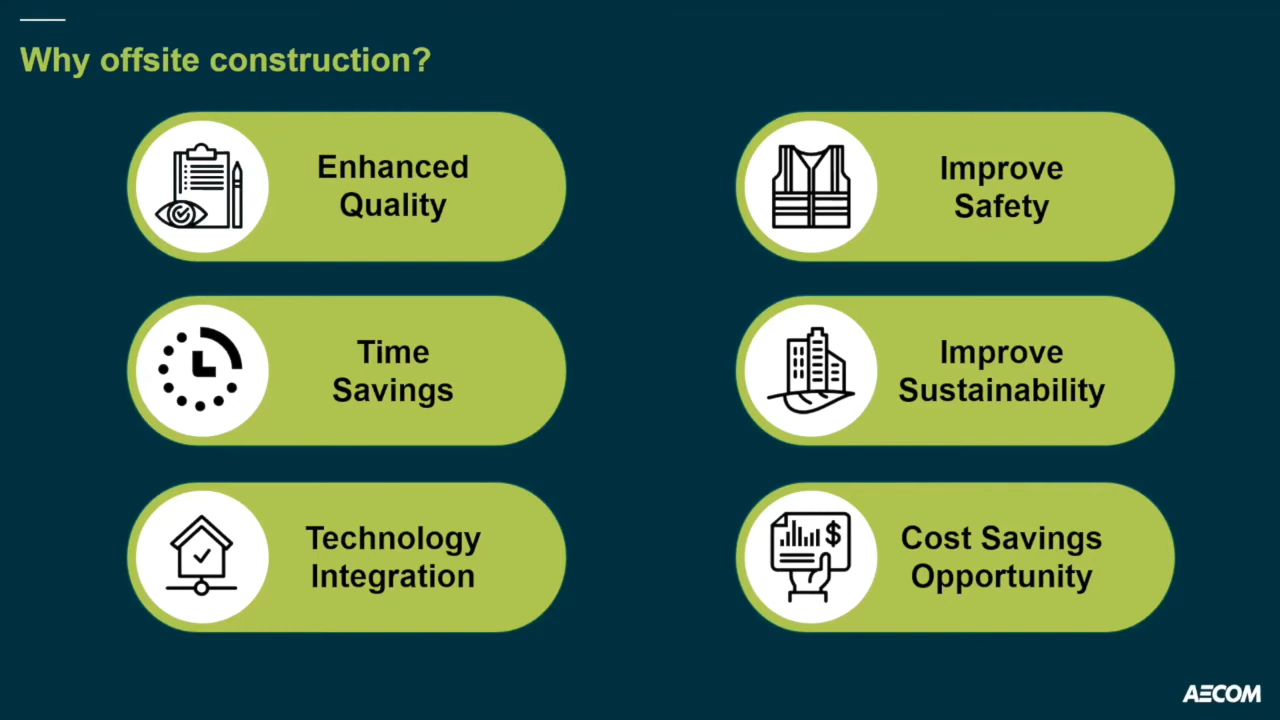 Why offsite construction?
Enhanced
Quality
Improve
Safety
Time
Savings
Improve
Sustainability
Technology
Integration
$
Cost Savings
Opportunity
AECOM